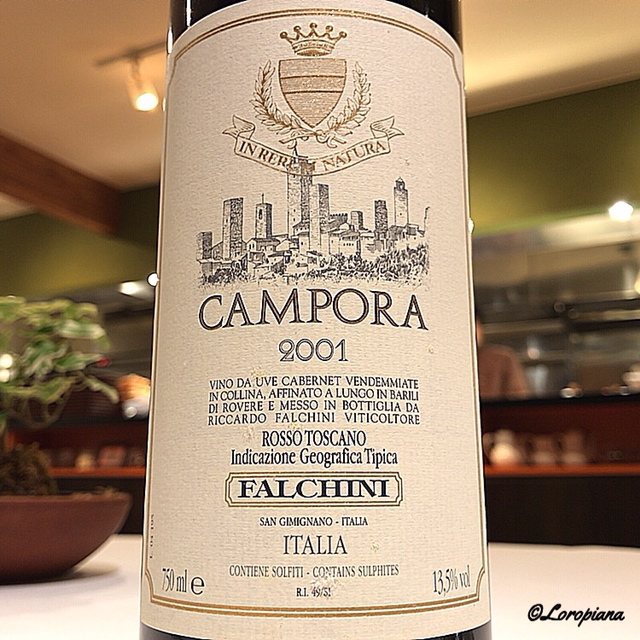 IN RERUM NATURA
CAMPORA
2001
VINO DA UVE CABERNET VENDEMMIATE
IN COLLINA, AFFINATO A LUNGO IN BARILI
DI ROVERE E MESSO IN BOTTIGLIA DA
RICCARDO FALCHINI VITICOLTORE
ROSSO TOSCANO
Indicazione Geografica Tipica
FALCHINI
SAN GIMIGNANO - ITALIA
ITALIA
CONTIENE SOLFITI - CONTAINS SULPHITES
750 ml e R.I. 49/SI 13,5% vol
©Loropiana